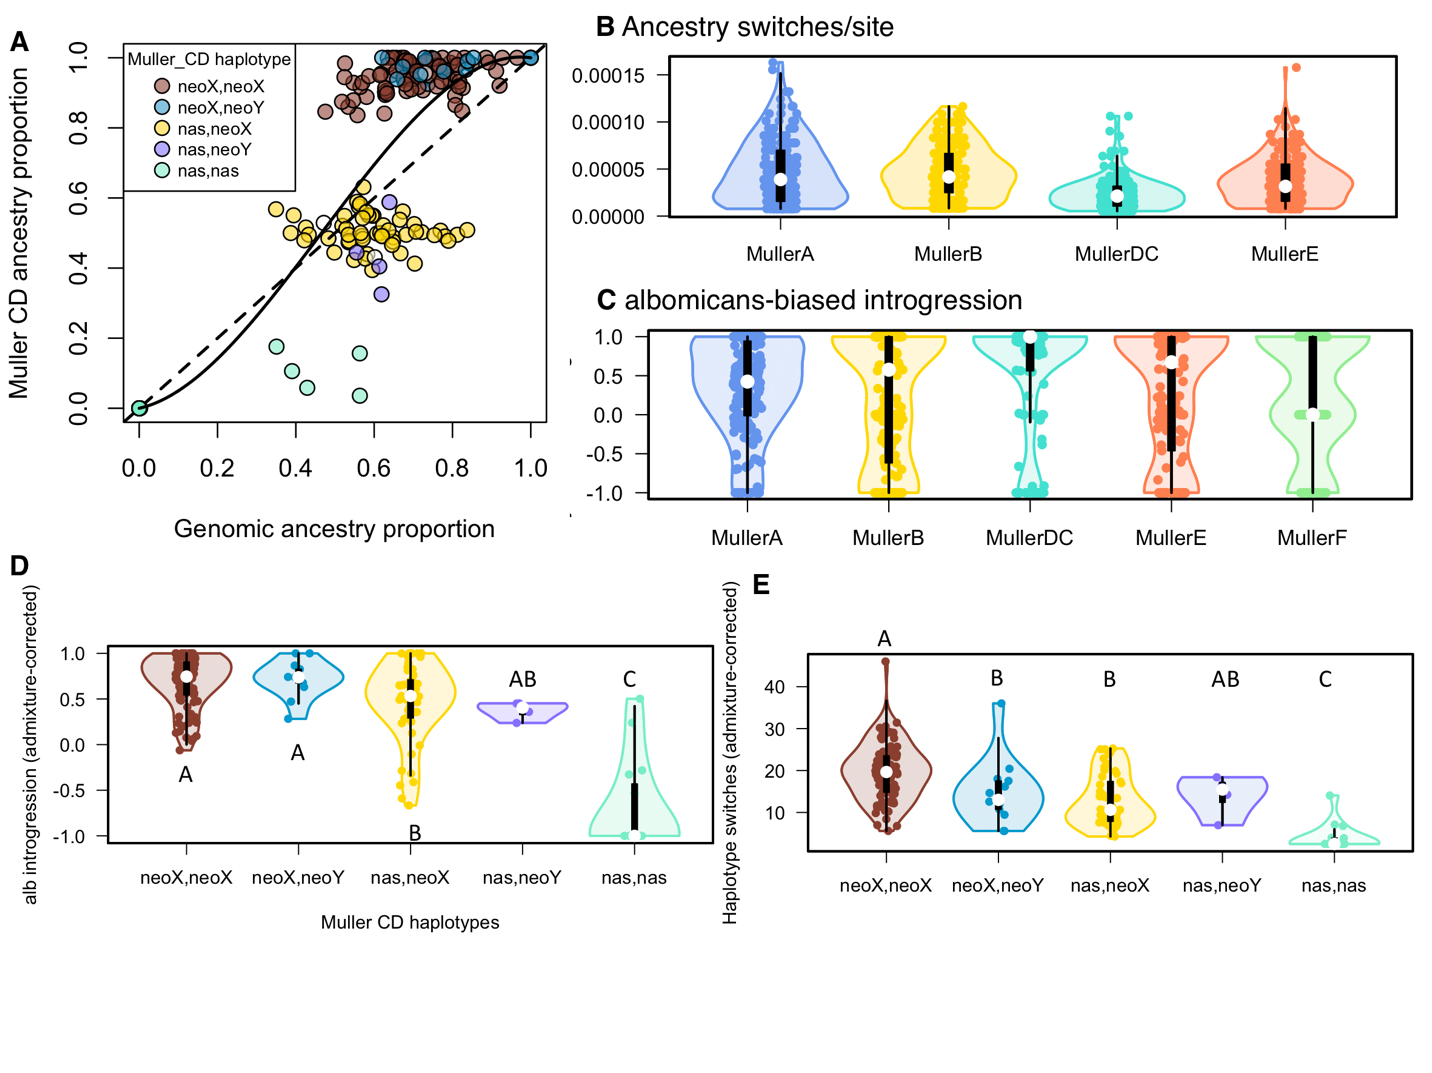 A
Muller CD ancestry proportion
1.0
0.8
0.6
0.4
0.2
0.0
Muller_CD haplotype
neoX,neoX
neoX,neoY
nas,neoX
nas,neoY
nas,nas
0.0 0.2 0.4 0.6 0.8 1.0
Genomic ancestry proportion
B Ancestry switches/site
0.00015
0.00010
0.00005
0.00000
MullerA MullerB MullerDC MullerE
C albomicans-biased introgression
1.0
0.5
0.0
-0.5
-1.0
MullerA MullerB MullerDC MullerE MullerF
D
alb introgression (admixture-corrected)
1.0
0.5
0.0
-0.5
-1.0
A A B AB C
neoX,neoX neoX,neoY nas,neoX nas,neoY nas,nas
Muller CD haplotypes
E
Haplotype switches (admixture-corrected)
40
30
20
10
A B B AB C
neoX,neoX neoX,neoY nas,neoX nas,neoY nas,nas